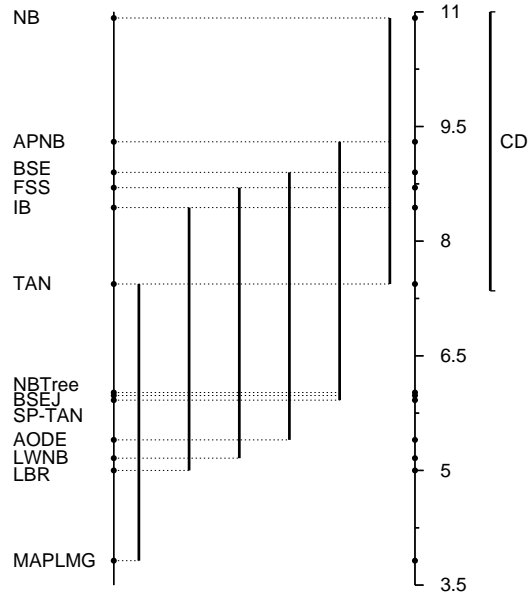 NB
APNB
BSE
FSS
IB
TAN
NBTree
BSEJ
SP-TAN
AODE
LWNB
LBR
MAPLMG
11
9.5
8
6.5
5
3.5
CD